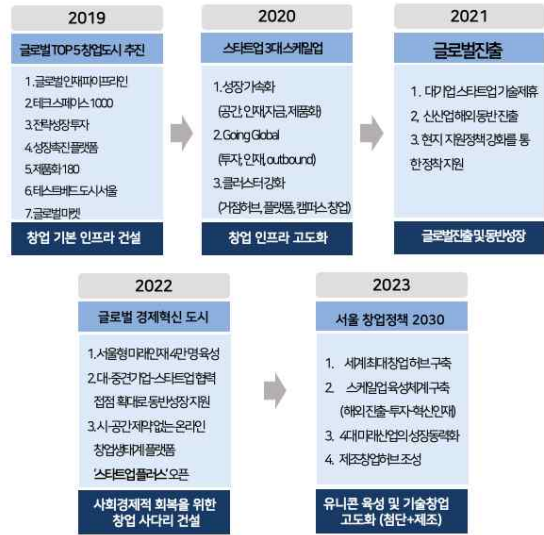 2019
글로벌 TOP 5 창업도시 추진
1.글로벌인재파이프라인
2.테크스페이스 1000
3.전략성장투자
4.성장촉진플랫폼
5.제품화 180
6.테스트베드 도시 서울
7.글로벌마켓
창업 기본 인프라 건설
2020
스타트업 3대 스케일업
1.성장 가속화
(공간, 인재,자금, 제품화)
2.Going Global
(투자, 인재, outbound)
3.클러스터 강화
(거점허브, 플랫폼, 캠퍼스 창업)
창업 인프라 고도화
2021
글로벌진출
1. 대기업 스타트업 기술제휴
2, 신산업 해외 동반 진출
3. 현지 지원정책 강화를 통
한 정착 지원
글로벌진출 및 동반성장
2022
글로벌 경제혁신 도시
1.서울형 미래인재 4만명 육성
2.대·중견기업-스타트업 협력
접점 확대로 동반성장 지원
3.시·공간 제약 없는 온라인
창업생태계 플랫폼
'스타트업 플러스' 오픈
사회경제적 회복을 위한
창업 사다리 건설
2023
서울 창업정책 2030
1. 세계 최대 창업 허브 구축
2. 스케일업 육성체계 구축
(해외 진출·투자·혁신인재)
3. 4대 미래산업의 성장동력화
4. 제조창업허브 조성
유니콘 육성 및 기술창업
고도화 (첨단+제조)